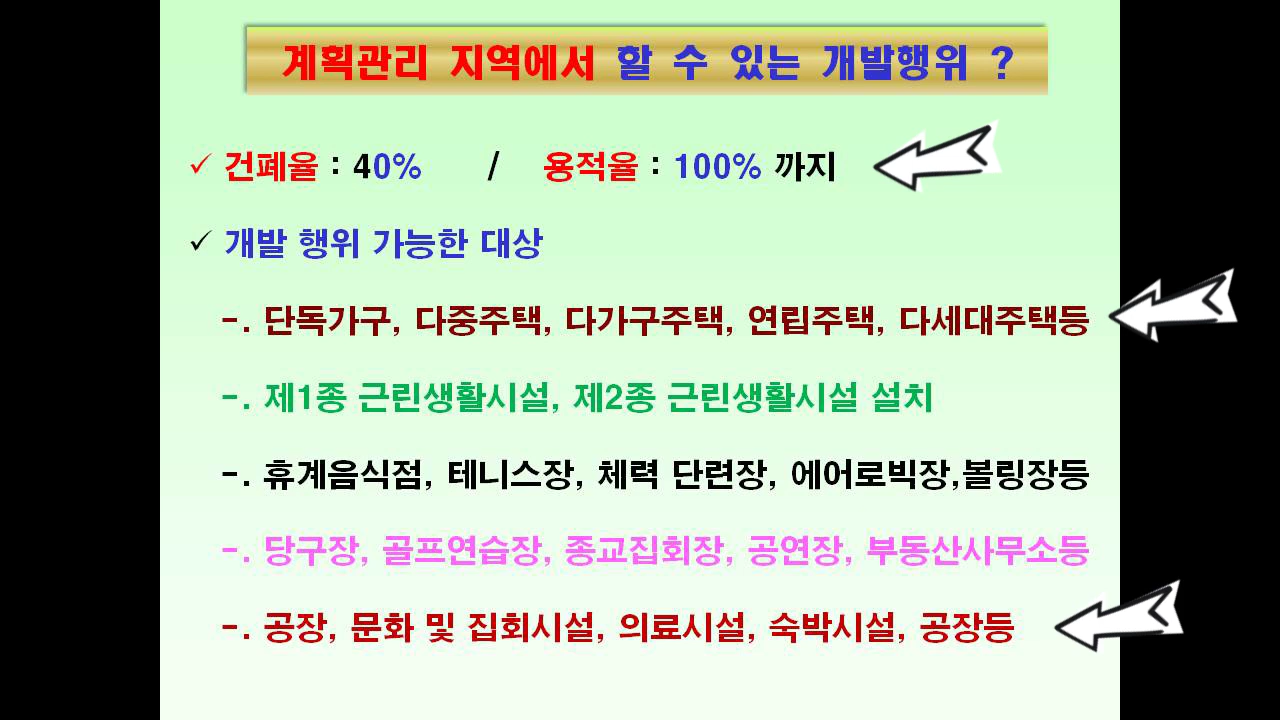 계획관리 지역에서 할 수 있는 개발행위 ?
✓ 건폐율 : 40% / 용적율 : 100% 까지
✓ 개발 행위 가능한 대상
-. 단독가구, 다중주택, 다가구주택, 연립주택, 다세대주택등
-. 제1종 근린생활시설, 제2종 근린생활시설 설치
-. 휴계음식점, 테니스장, 체력 단련장, 에어로빅장,볼링장등
-. 당구장, 골프연습장, 종교집회장, 공연장, 부동산사무소등
-. 공장, 문화 및 집회시설, 의료시설, 숙박시설, 공장등